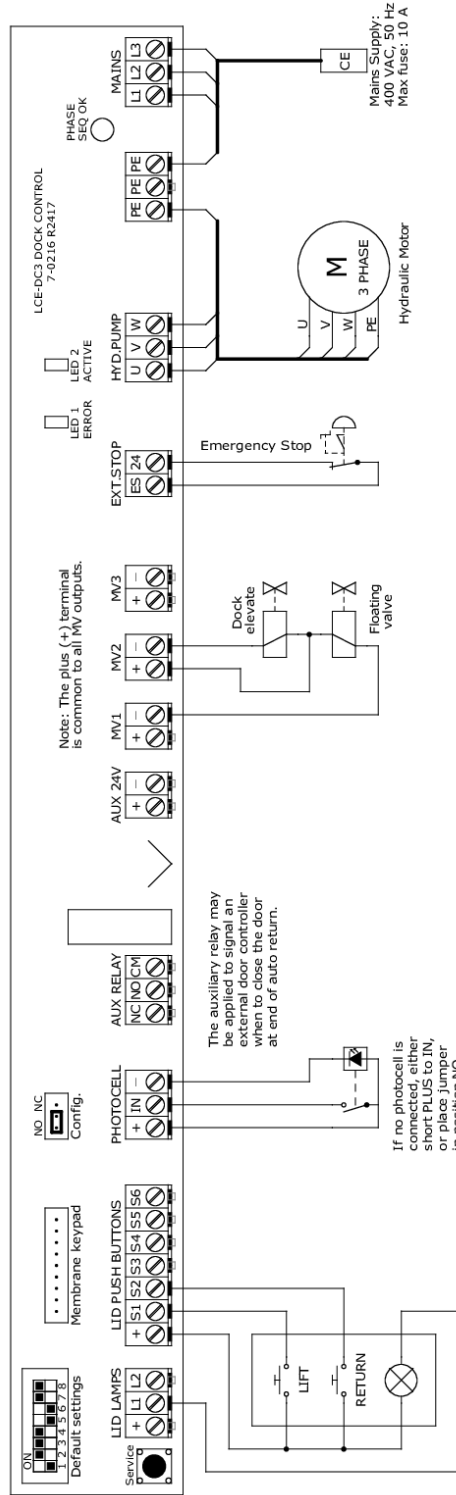 ON
1 2 3 4 5 6 7 8
Default settings
Membrane keypad
NO NC
Config.
Note: The plus (+) terminal
is common to all MV outputs.
LED 1
ERROR
LED 2
ACTIVE
LCE-DC3 DOCK CONTROL
7-0216 R2417
PHASE
SEQ OK
Service
LID LAMPS
+ L1 L2
LID PUSH BUTTONS
+ S1 S2 S3 S4 S5 S6
PHOTOCELL
+ IN −
AUX RELAY
NC NO CM
AUX 24V
+ −
MV1
+ −
MV2
+ −
MV3
+ −
EXT.STOP
ES 24
HYD.PUMP
U V W
PE PE PE
MAINS
L1 L2 L3
LIFT
RETURN
If no photocell is
connected, either
short PLUS to IN,
or place jumper
The auxiliary relay may
be applied to signal an
external door controller
when to close the door
at end of auto return.
Dock
elevate
Floating
valve
Emergency Stop
U
V
W
PE
M
3 PHASE
Hydraulic Motor
CE
Mains Supply:
400 VAC, 50 Hz
Max fuse: 10 A